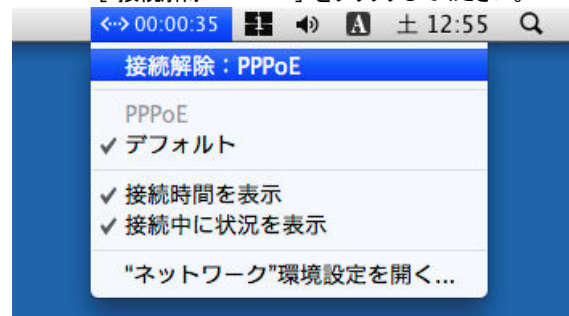 <··> 00:00:35 1 A 土 12:55
接続解除：PPPoE
PPPoE
✓ デフォルト
✓ 接続時間を表示
✓ 接続中に状況を表示
“ネットワーク”環境設定を開く...